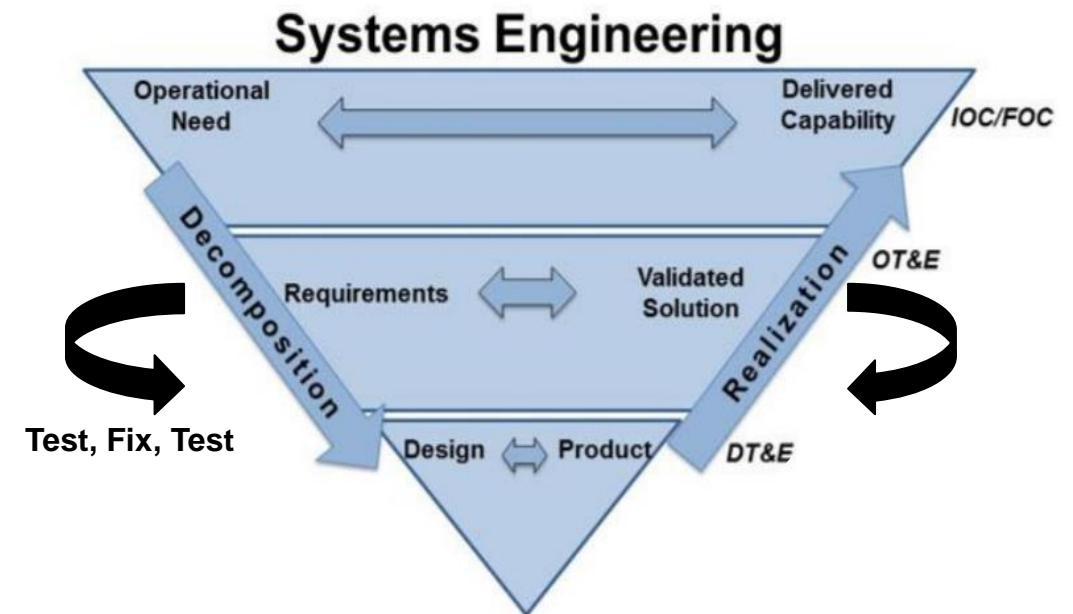 Systems Engineering
Operational
Need
Delivered
Capability
IOC/FOC
Decomposition
Requirements
Validated
Solution
Realization
OT&E
Test, Fix, Test
Design
Product
DT&E